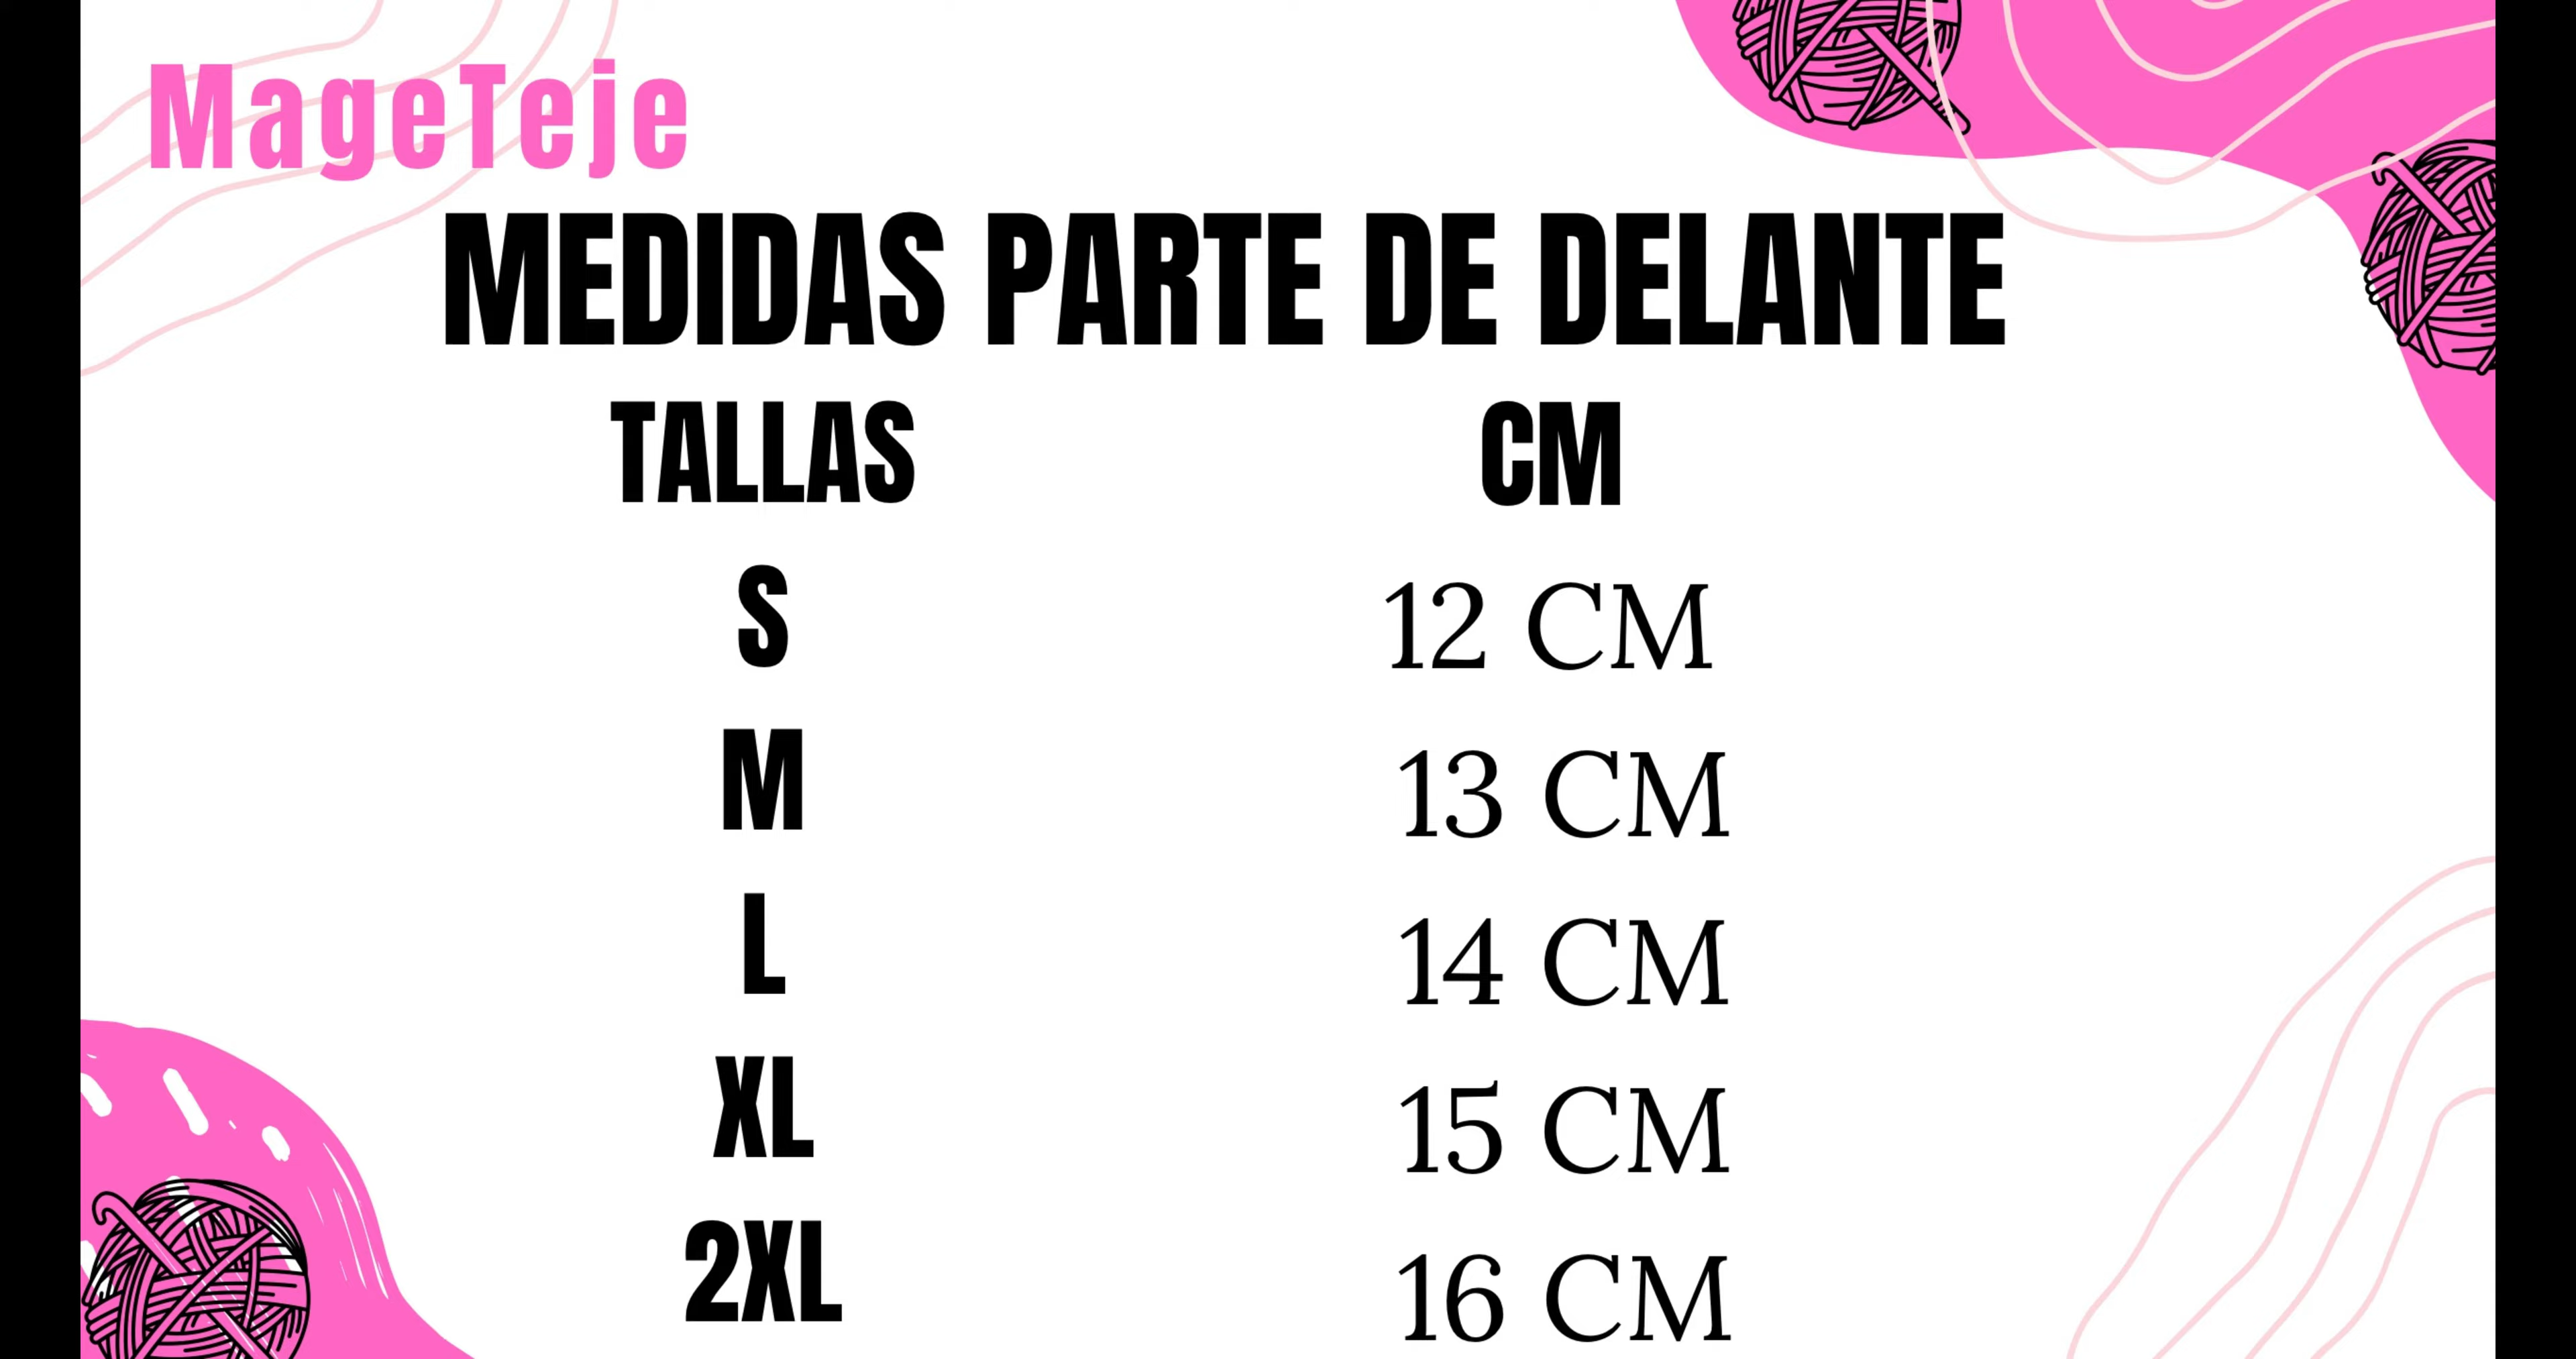 MageTeje
MEDIDAS PARTE DE DELANTE
TALLAS CM
S 12 CM
M 13 CM
L 14 CM
XL 15 CM
2XL 16 CM